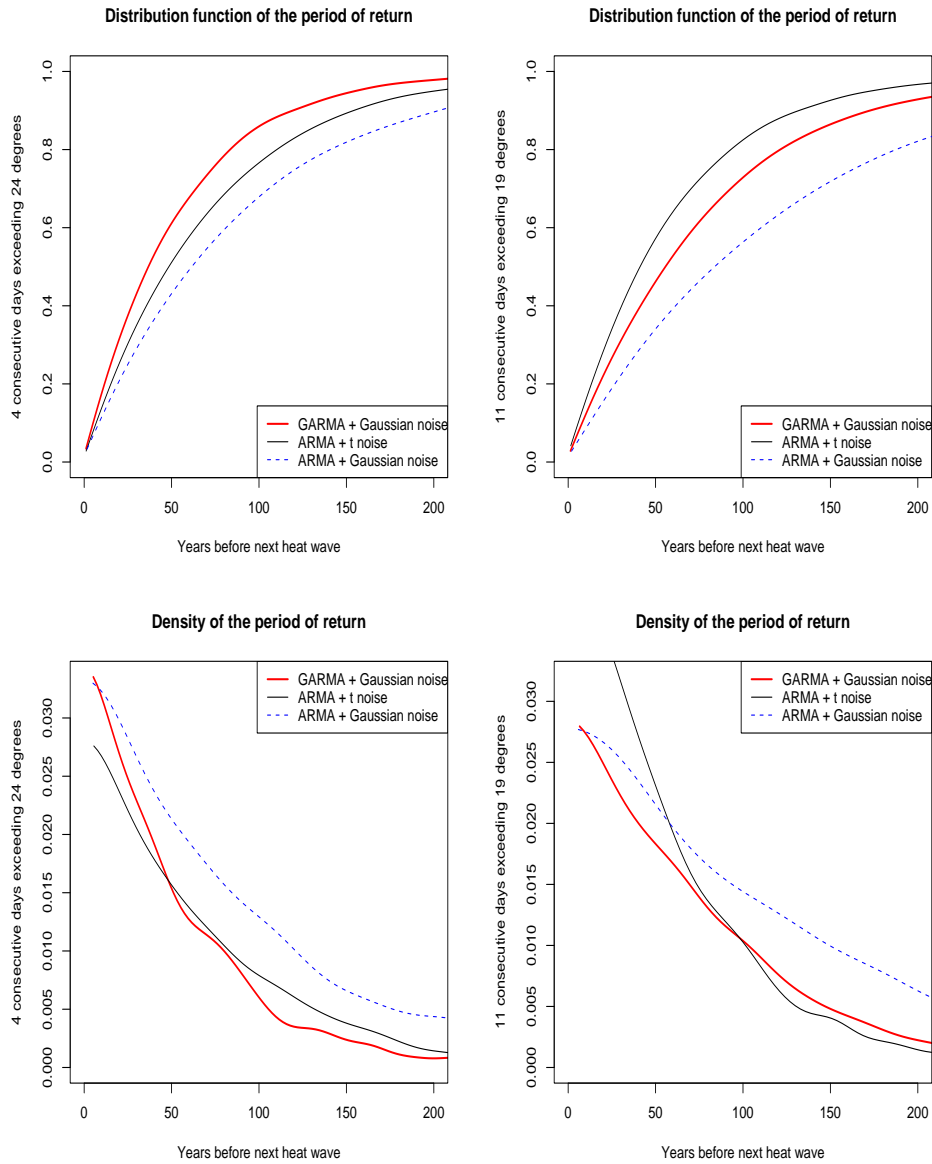 Distribution function of the period of return
4 consecutive days exceeding 24 degrees
1.0
0.8
0.6
0.4
0.2
0.0
GARMA + Gaussian noise
ARMA + t noise
ARMA + Gaussian noise
0 50 100 150 200
Years before next heat wave
Distribution function of the period of return
11 consecutive days exceeding 19 degrees
1.0
0.8
0.6
0.4
0.2
0.0
GARMA + Gaussian noise
ARMA + t noise
ARMA + Gaussian noise
0 50 100 150 200
Years before next heat wave
Density of the period of return
4 consecutive days exceeding 24 degrees
0.030
0.025
0.020
0.015
0.010
0.005
0.000
GARMA + Gaussian noise
ARMA + t noise
ARMA + Gaussian noise
0 50 100 150 200
Years before next heat wave
Density of the period of return
11 consecutive days exceeding 19 degrees
0.030
0.025
0.020
0.015
0.010
0.005
0.000
GARMA + Gaussian noise
ARMA + t noise
ARMA + Gaussian noise
0 50 100 150 200
Years before next heat wave